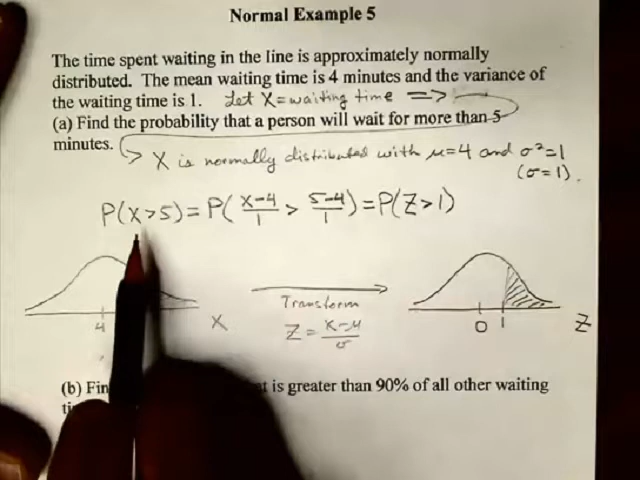 Normal Example 5
The time spent waiting in the line is approximately normally
distributed. The mean waiting time is 4 minutes and the variance of
the waiting time is 1. Let X = waiting time =>
(a) Find the probability that a person will wait for more than 5
minutes. X is normally distributed with μ=4 and σ²=1
(σ=1).
P(X>5) = P( X-4/1 > 5-4/1 ) = P(Z>1)
Transform
4 X Z = X-μ/σ 0 1 Z
(b) Fin t is greater than 90% of all other waiting